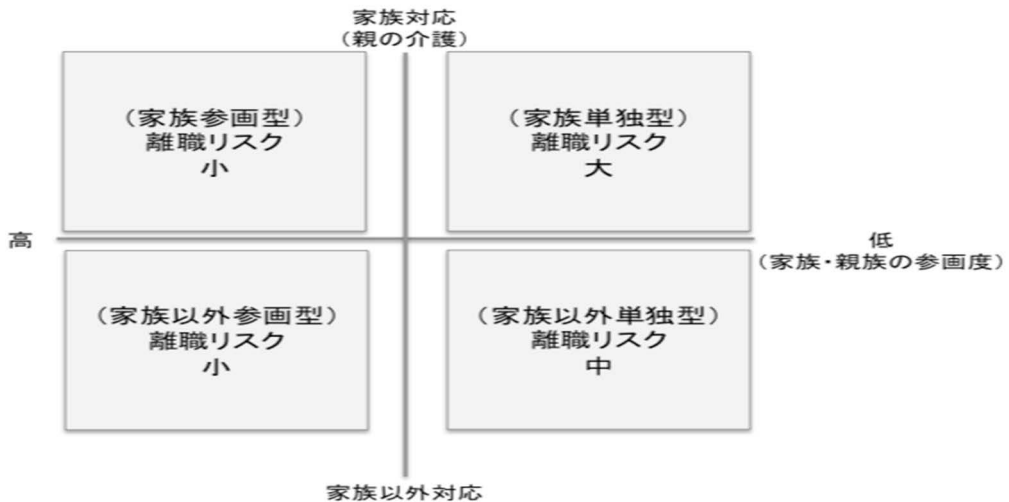 家族対応
（親の介護）
（家族参画型）
離職リスク
小
（家族単独型）
離職リスク
大
高
低
（家族・親族の参画度）
（家族以外参画型）
離職リスク
小
（家族以外単独型）
離職リスク
中
家族以外対応